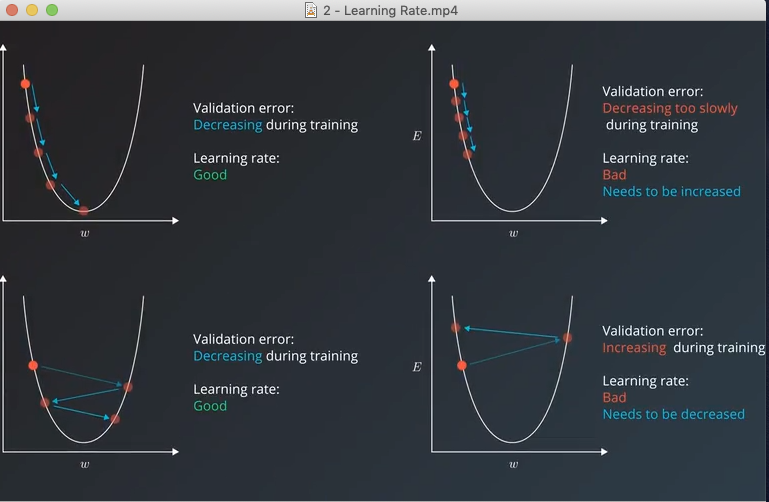 2 - Learning Rate.mp4
Validation error:
Decreasing during training
Learning rate:
Good
w
E
Validation error:
Decreasing too slowly
during training
Learning rate:
Bad
Needs to be increased
w
Validation error:
Decreasing during training
Learning rate:
Good
w
E
Validation error:
Increasing during training
Learning rate:
Bad
Needs to be decreased
w